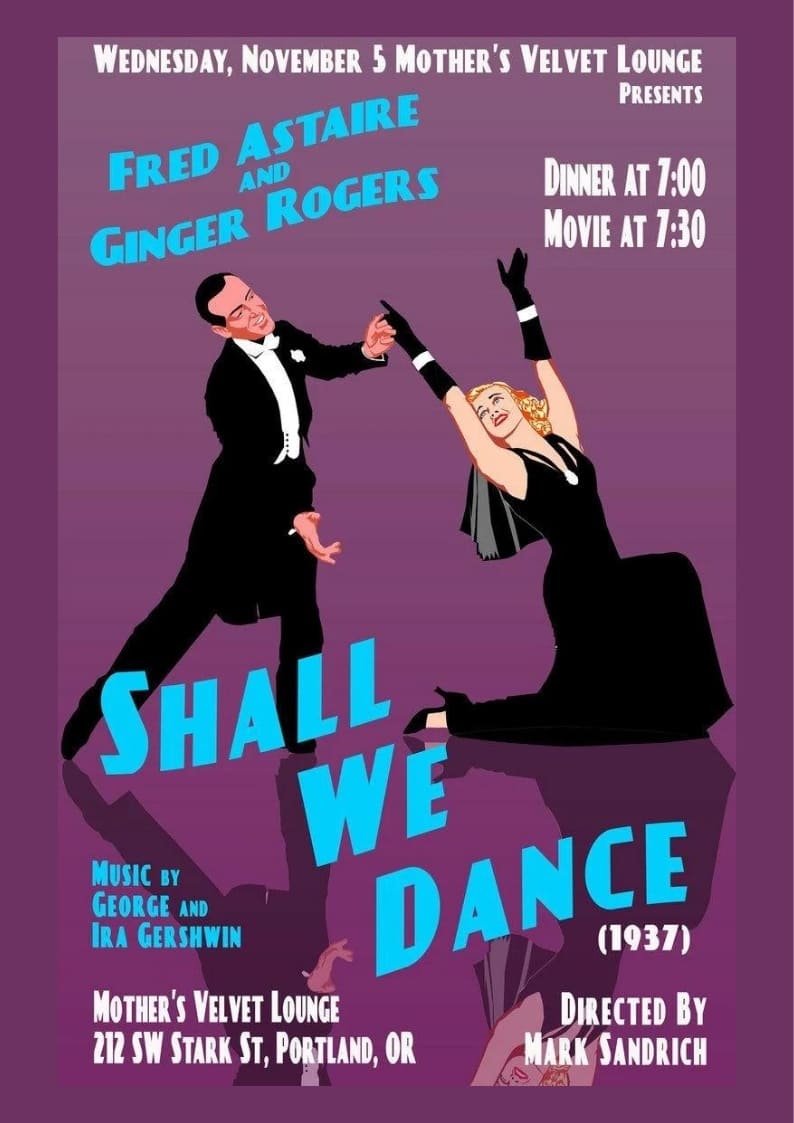 Wednesday, November 5 Mother's Velvet Lounge
Presents
Fred Astaire
and
Ginger Rogers
Dinner at 7:00
Movie at 7:30
Shall
We
Dance
(1937)
Music by
George and
Ira Gershwin
Mother's Velvet Lounge
212 SW Stark St, Portland, OR
Directed By
Mark Sandrich